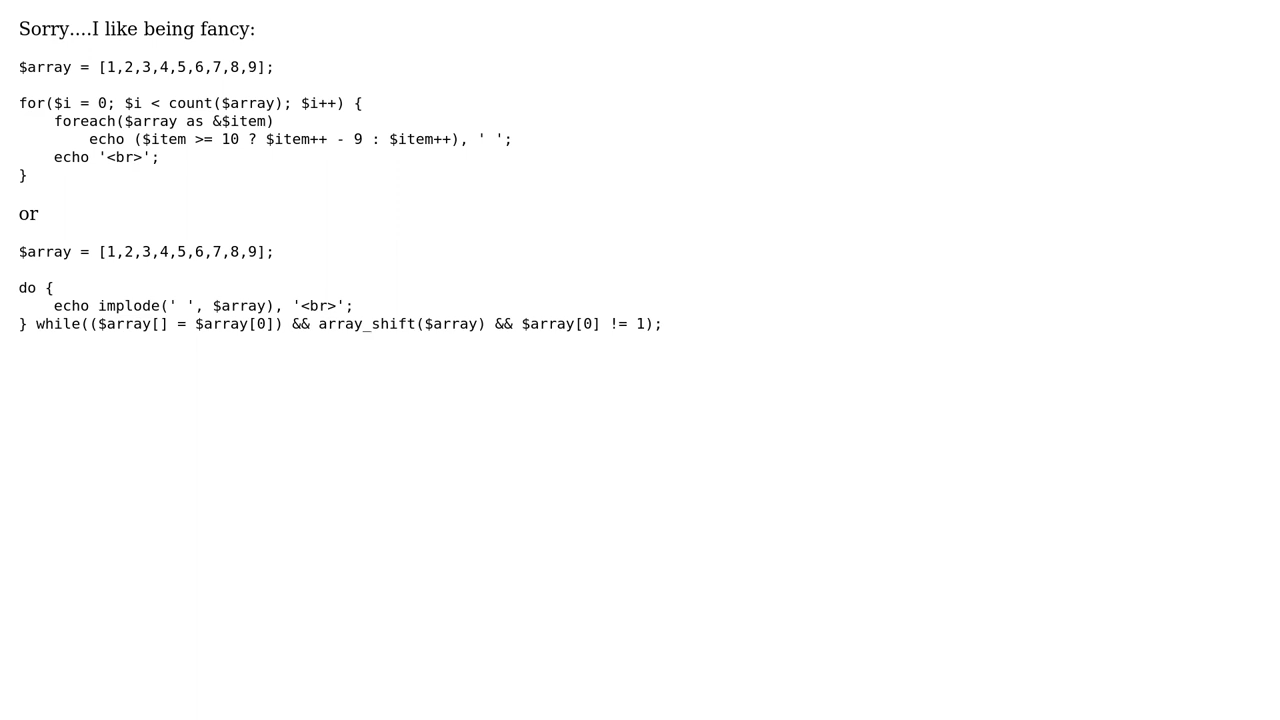 Sorry....I like being fancy:
$array = [1,2,3,4,5,6,7,8,9];
for($i = 0; $i < count($array); $i++) {
    foreach($array as &$item)
        echo ($item >= 10 ? $item++ - 9 : $item++), ' ';
    echo '<br>';
}
or
$array = [1,2,3,4,5,6,7,8,9];
do {
    echo implode(' ', $array), '<br>';
} while(($array[] = $array[0]) && array_shift($array) && $array[0] != 1);